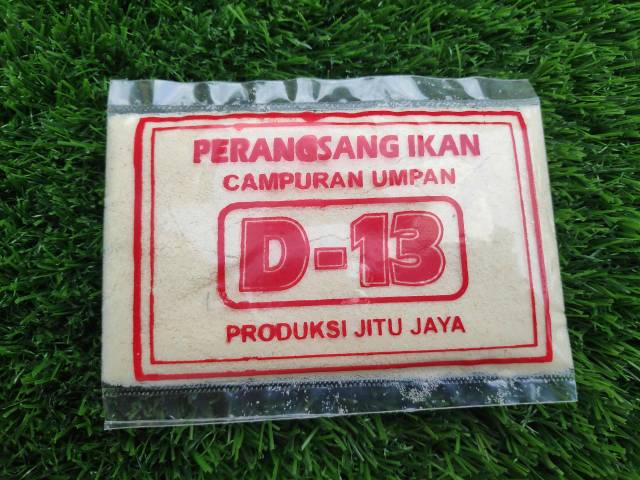 PERANGSANG IKAN
CAMPURAN UMPAN
D-13
PRODUKSI JITU JAYA